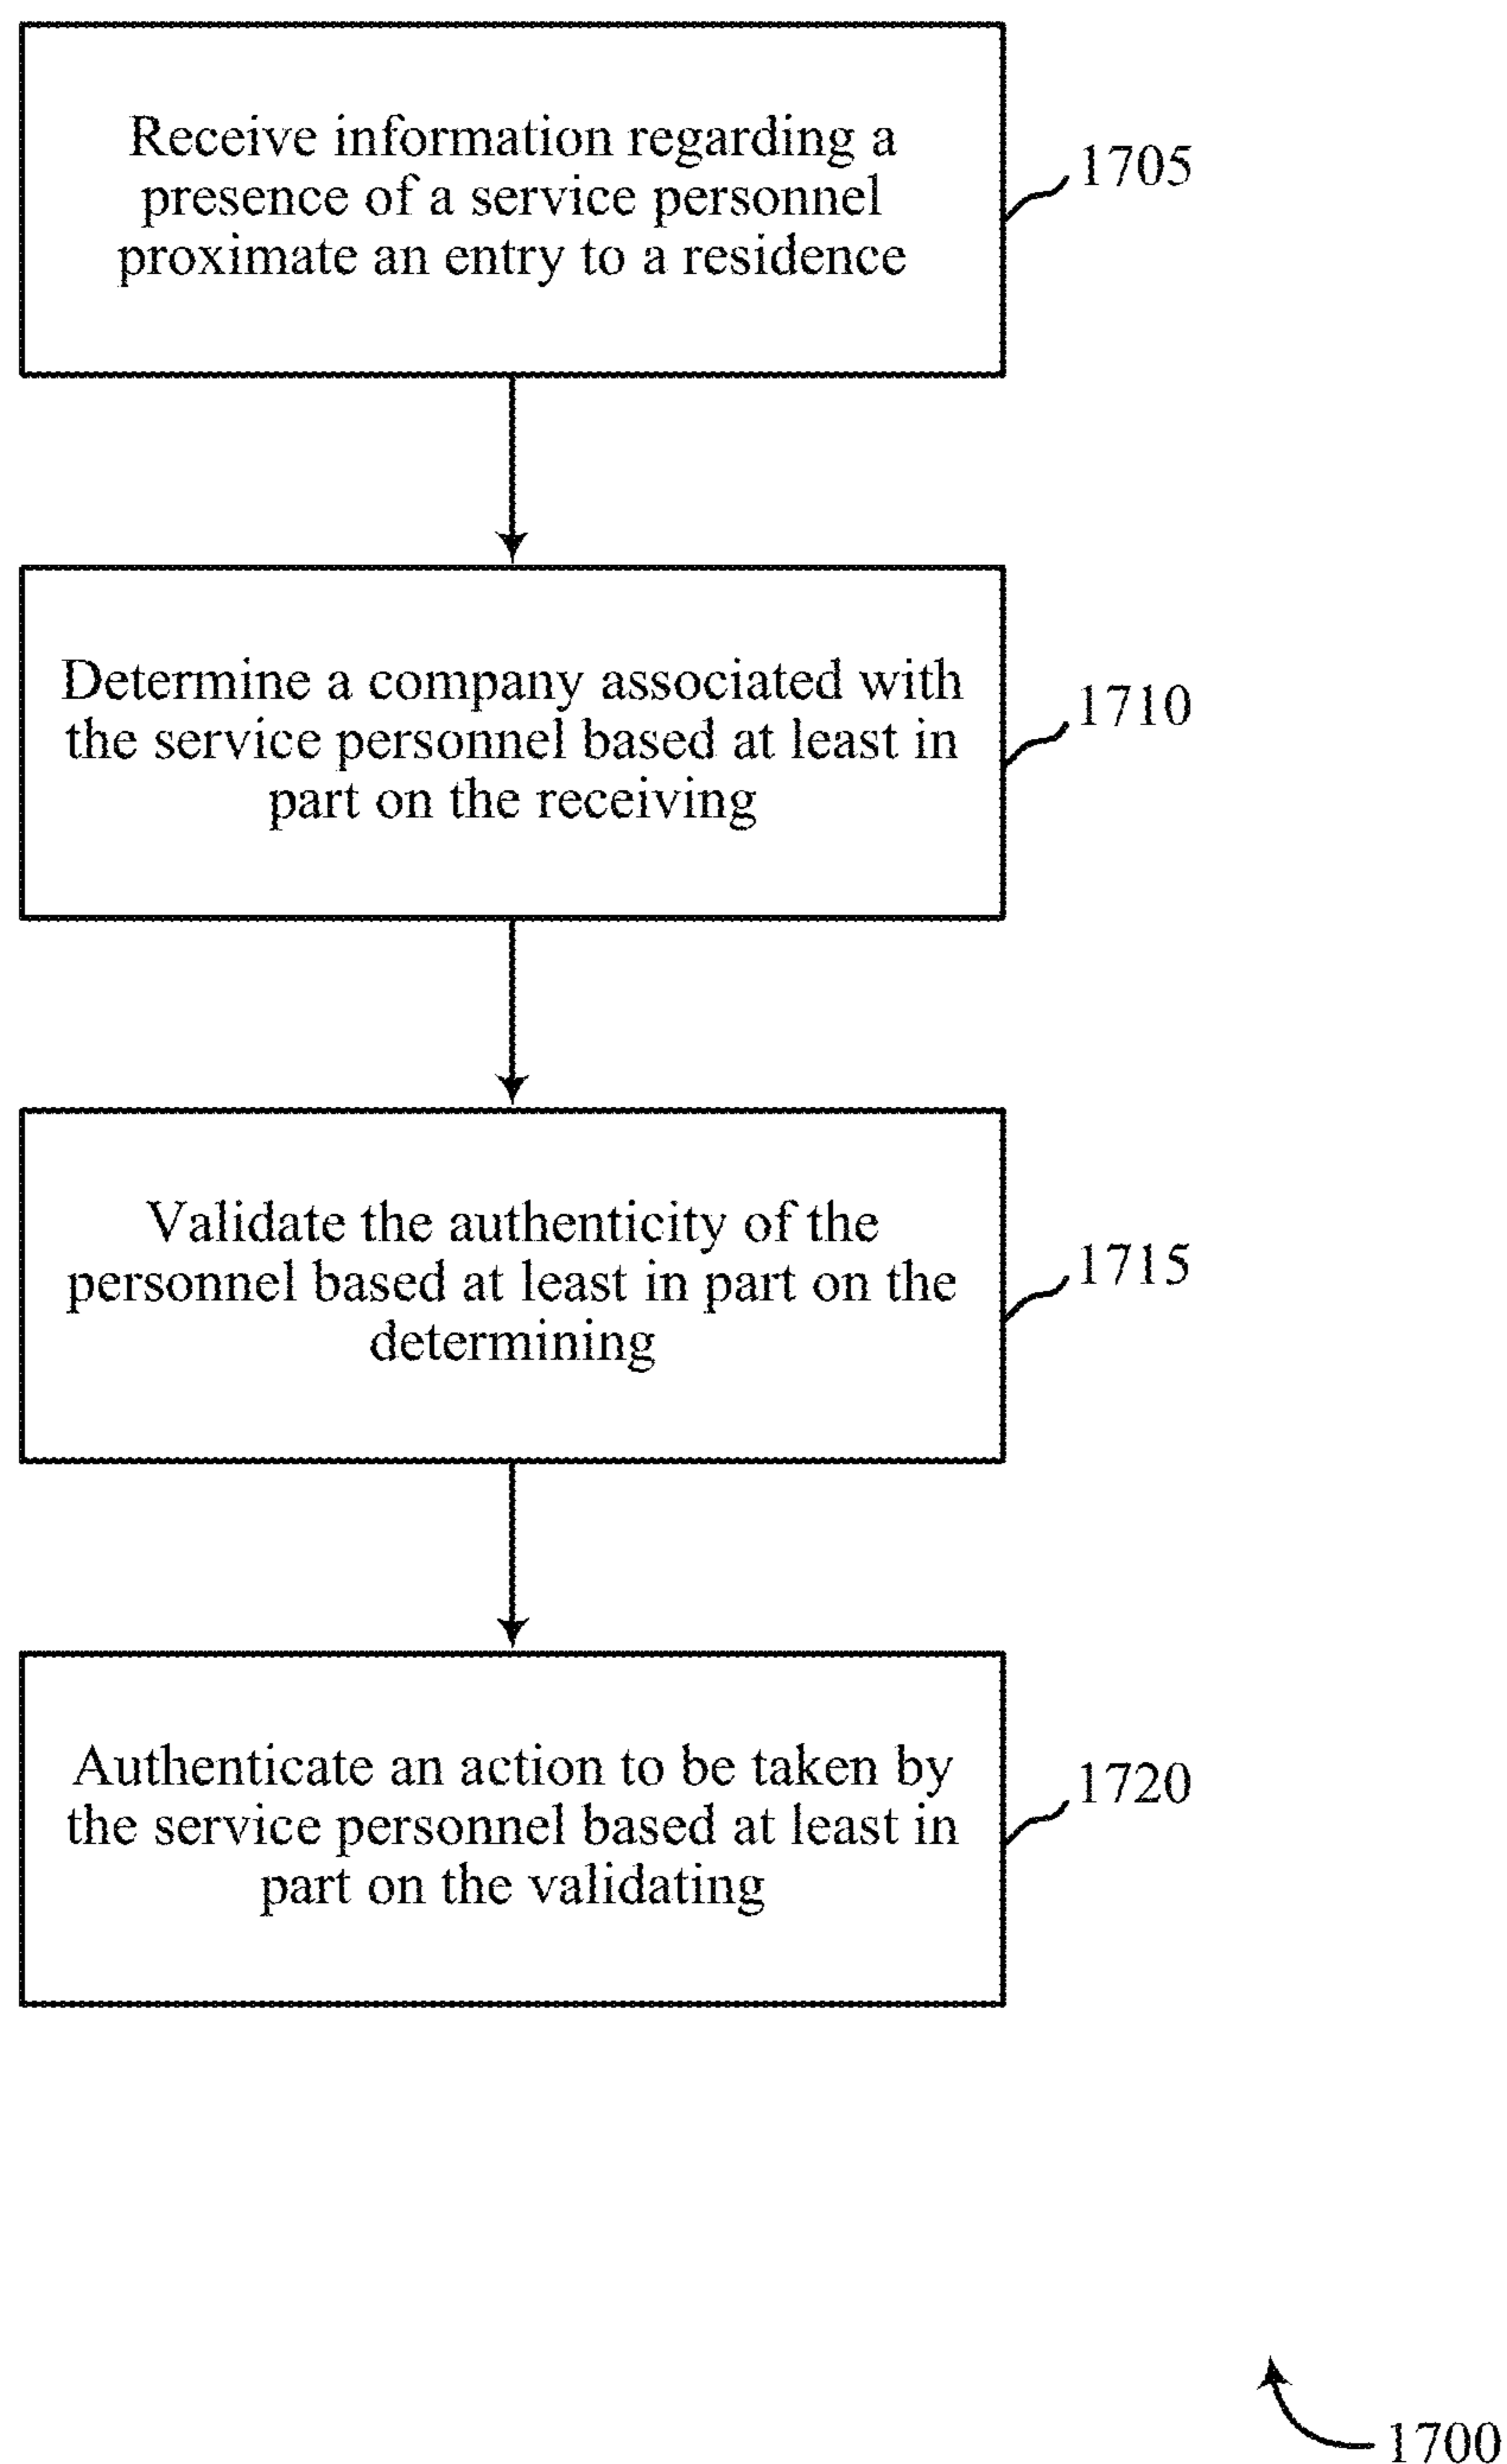 Receive information regarding a
presence of a service personnel
proximate an entry to a residence
1705
Determine a company associated with
the service personnel based at least in
part on the receiving
1710
Validate the authenticity of the
personnel based at least in part on the
determining
1715
Authenticate an action to be taken by
the service personnel based at least in
part on the validating
1720
1700